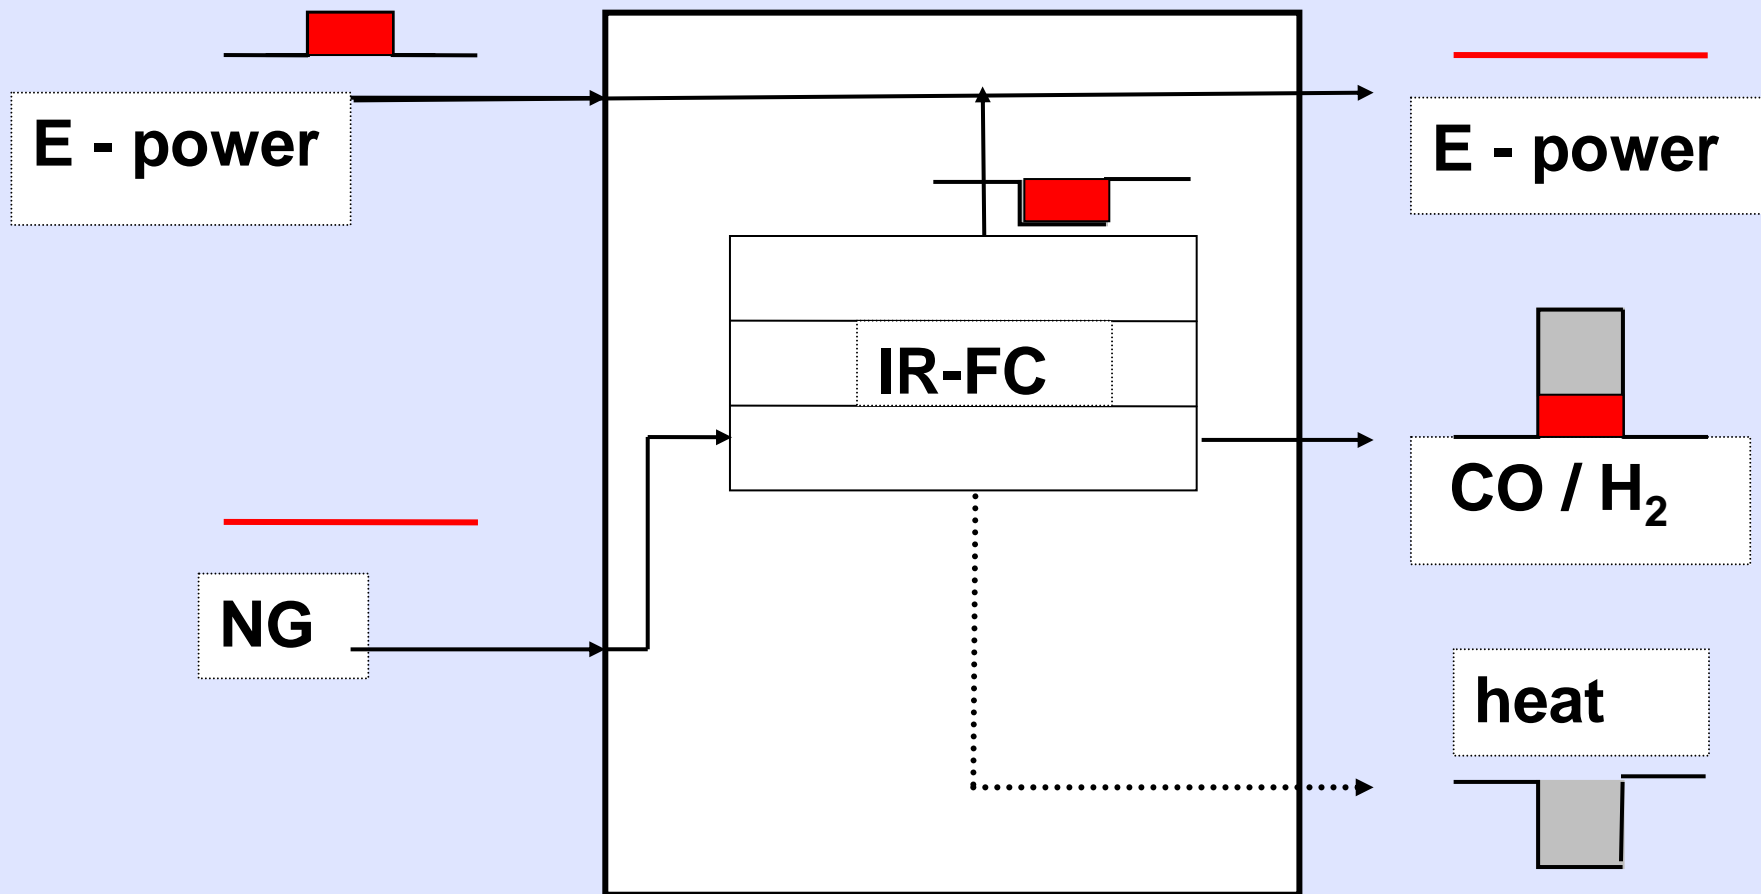 E - power
E - power
IR-FC
CO / H₂
NG
heat